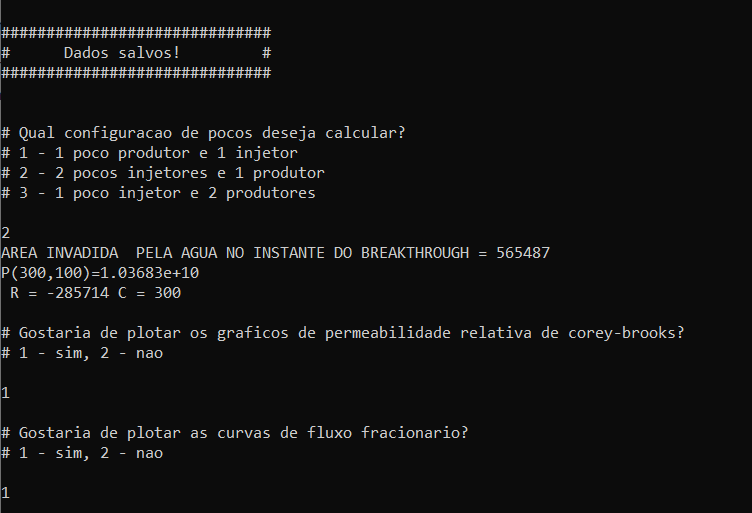 ##############################
#      Dados salvos!         #
##############################
# Qual configuracao de pocos deseja calcular?
# 1 - 1 poco produtor e 1 injetor
# 2 - 2 pocos injetores e 1 produtor
# 3 - 1 poco injetor e 2 produtores
2
AREA INVADIDA  PELA AGUA NO INSTANTE DO BREAKTHROUGH = 565487
P(300,100)=1.03683e+10
 R = -285714 C = 300
# Gostaria de plotar os graficos de permeabilidade relativa de corey-brooks?
# 1 - sim, 2 - nao
1
# Gostaria de plotar as curvas de fluxo fracionario?
# 1 - sim, 2 - nao
1